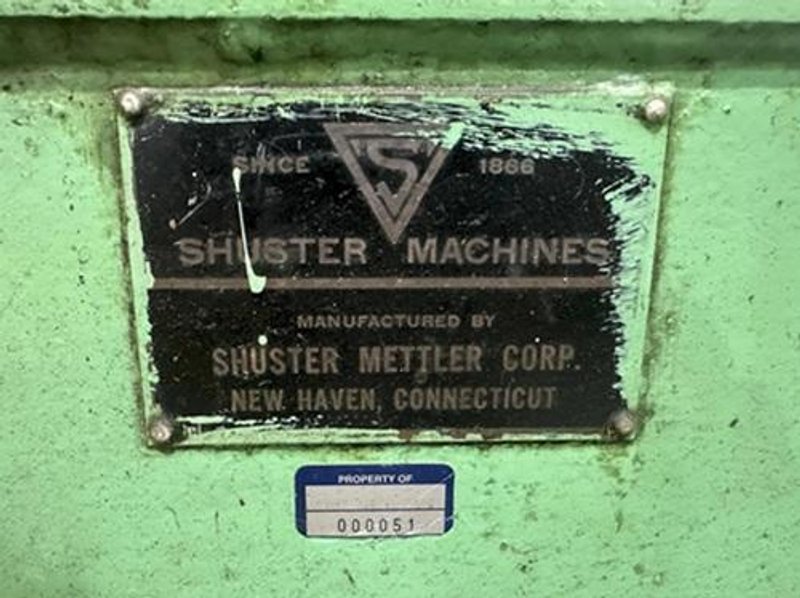 SINCE S 1866
SHUSTER MACHINES
MANUFACTURED BY
SHUSTER METTLER CORP.
NEW HAVEN, CONNECTICUT
PROPERTY OF
000051